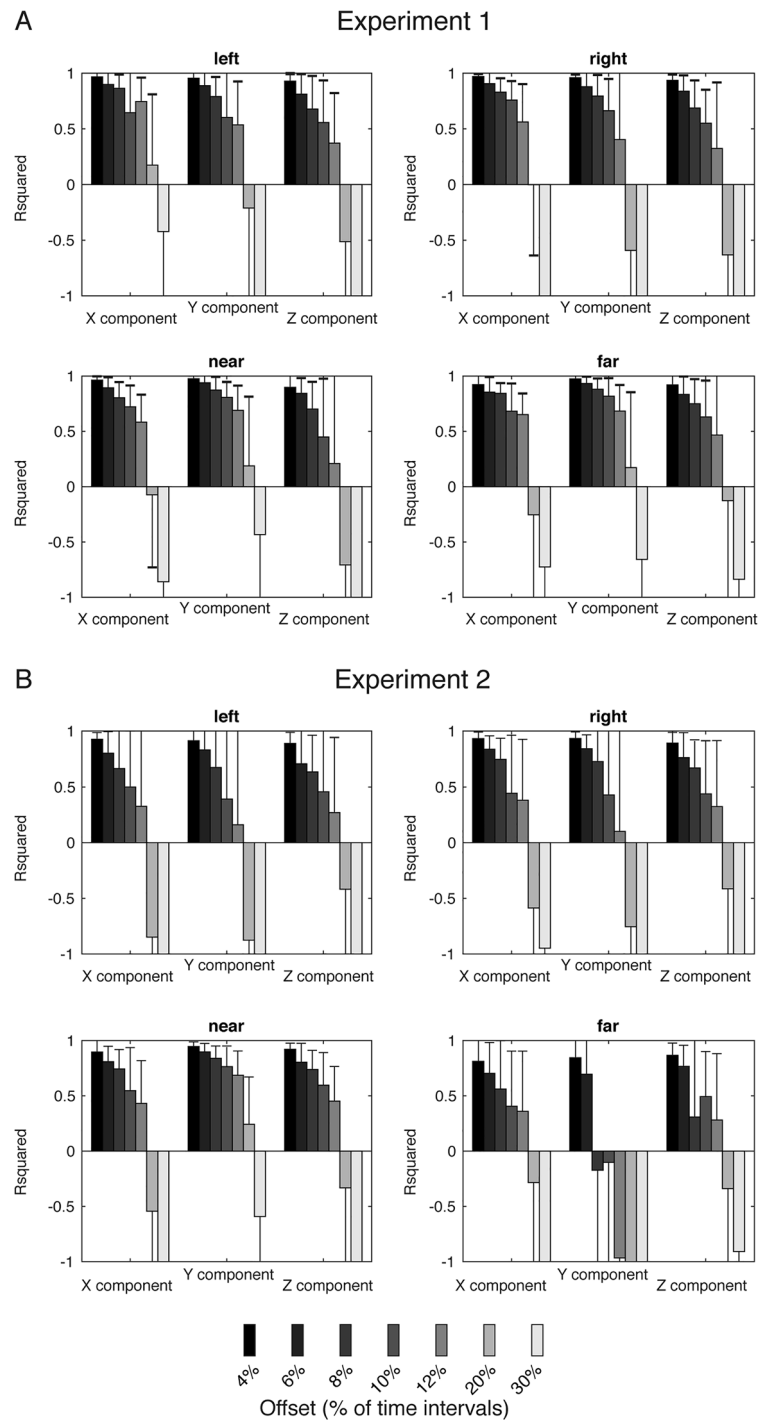 A
Experiment 1
left
right
1
0.5
0
-0.5
-1
Rsquared
X component
Y component
Z component
1
0.5
0
-0.5
-1
Rsquared
X component
Y component
Z component
near
far
1
0.5
0
-0.5
-1
Rsquared
X component
Y component
Z component
1
0.5
0
-0.5
-1
Rsquared
X component
Y component
Z component
B
Experiment 2
left
right
1
0.5
0
-0.5
-1
Rsquared
X component
Y component
Z component
1
0.5
0
-0.5
-1
Rsquared
X component
Y component
Z component
near
far
1
0.5
0
-0.5
-1
Rsquared
X component
Y component
Z component
1
0.5
0
-0.5
-1
Rsquared
X component
Y component
Z component
4%
6%
8%
10%
12%
20%
30%
Offset (% of time intervals)